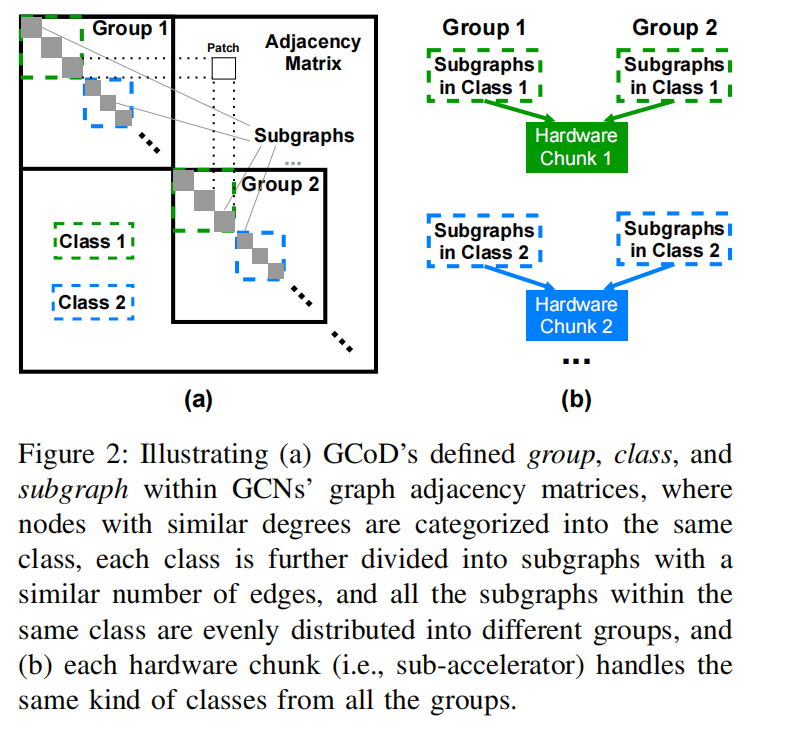 Group 1
Patch
Adjacency
Matrix
Subgraphs
...
Group 2
Class 1
Class 2
(a)
Group 1
Group 2
Subgraphs
in Class 1
Subgraphs
in Class 1
Hardware
Chunk 1
Subgraphs
in Class 2
Subgraphs
in Class 2
Hardware
Chunk 2
...
(b)
Figure 2: Illustrating (a) GCoD's defined group, class, and
subgraph within GCNs' graph adjacency matrices, where
nodes with similar degrees are categorized into the same
class, each class is further divided into subgraphs with a
similar number of edges, and all the subgraphs within the
same class are evenly distributed into different groups, and
(b) each hardware chunk (i.e., sub-accelerator) handles the
same kind of classes from all the groups.